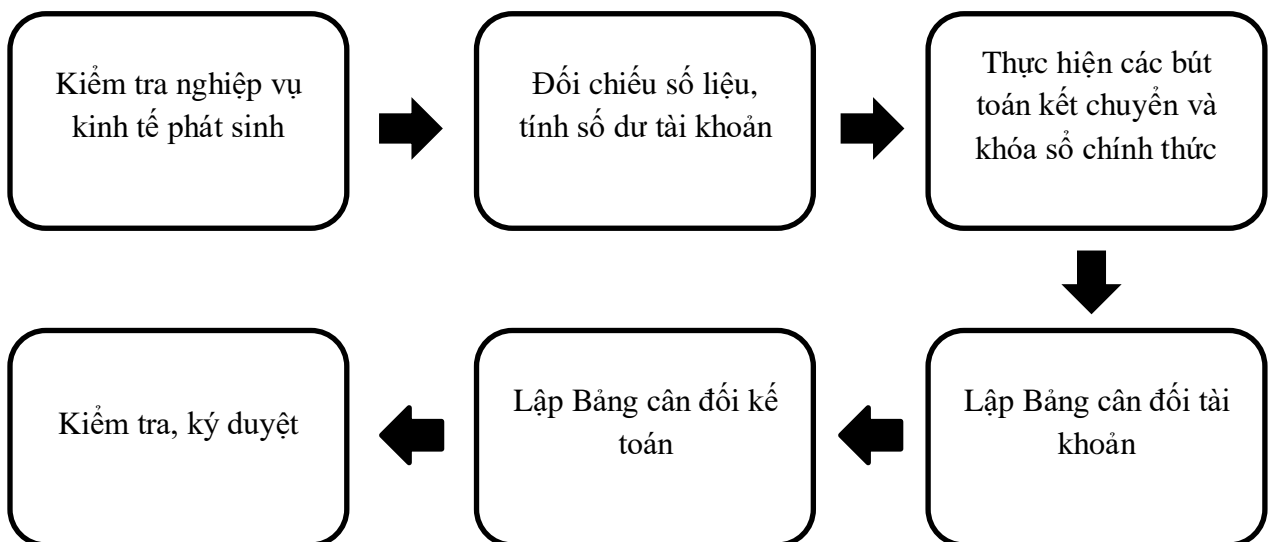 Kiểm tra nghiệp vụ
kinh tế phát sinh
Đối chiếu số liệu,
tính số dư tài khoản
Thực hiện các bút
toán kết chuyển và
khóa sổ chính thức
Lập Bảng cân đối tài
khoản
Lập Bảng cân đối kế
toán
Kiểm tra, ký duyệt